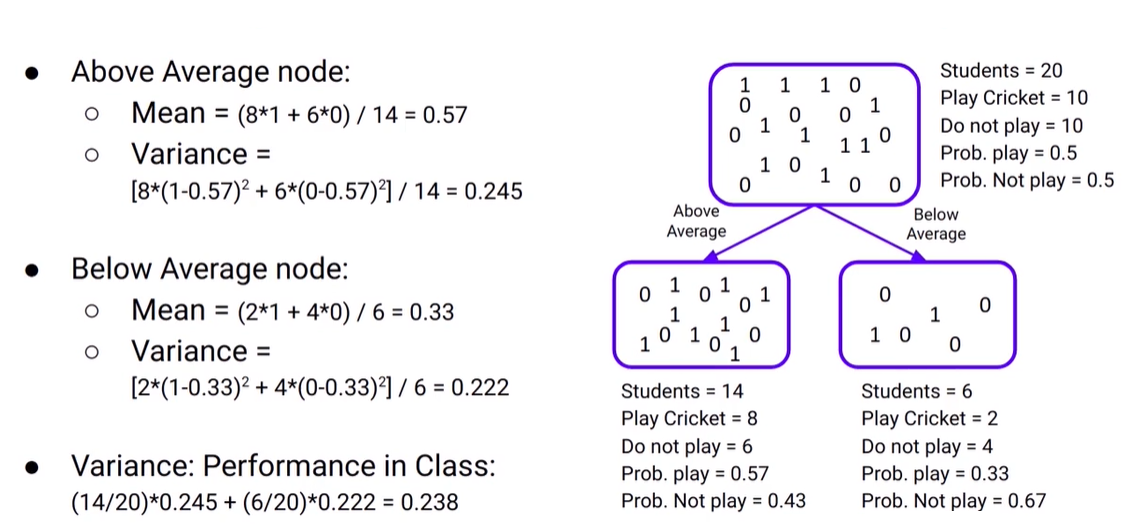 ● Above Average node:
○ Mean = (8*1 + 6*0) / 14 = 0.57
○ Variance =
[8*(1-0.57)² + 6*(0-0.57)²] / 14 = 0.245
● Below Average node:
○ Mean = (2*1 + 4*0) / 6 = 0.33
○ Variance =
[2*(1-0.33)² + 4*(0-0.33)²] / 6 = 0.222
● Variance: Performance in Class:
(14/20)*0.245 + (6/20)*0.222 = 0.238
1 1 1 0
0 0 0 1
0 1 1 1 1 0
1 0 1
0 0 0
Students = 20
Play Cricket = 10
Do not play = 10
Prob. play = 0.5
Prob. Not play = 0.5
Above
Average
Below
Average
0 1 0 1 0 1
1 1
1 0 1 0 0
1
Students = 14
Play Cricket = 8
Do not play = 6
Prob. play = 0.57
Prob. Not play = 0.43
0 0
1
1 0 0
Students = 6
Play Cricket = 2
Do not play = 4
Prob. play = 0.33
Prob. Not play = 0.67